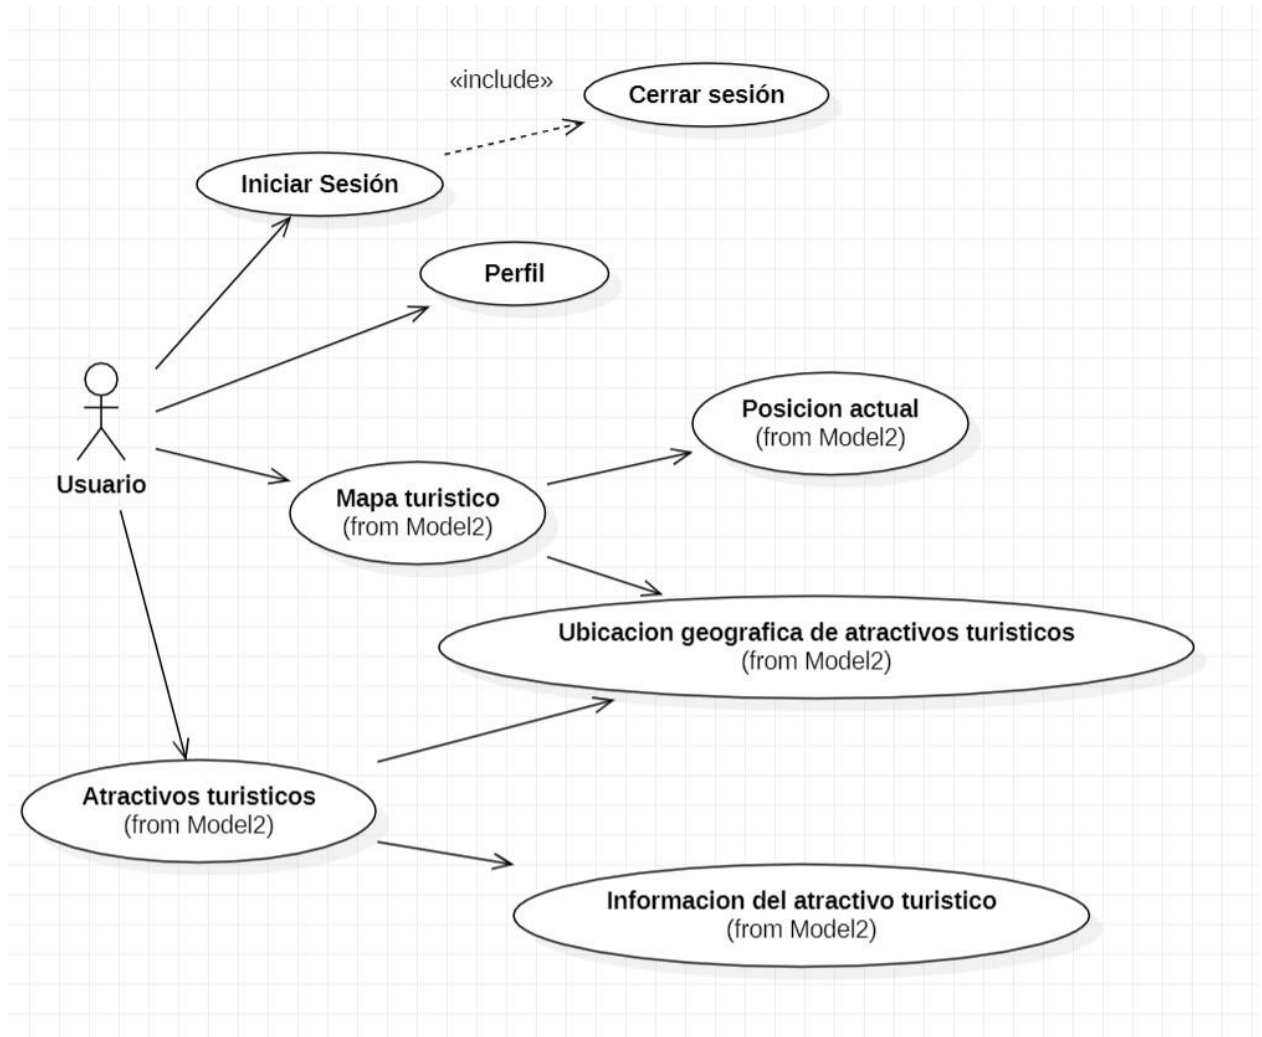 «include»
Cerrar sesión
Iniciar Sesión
Perfil
Posicion actual
(from Model2)
Usuario
Mapa turistico
(from Model2)
Ubicacion geografica de atractivos turisticos
(from Model2)
Atractivos turisticos
(from Model2)
Informacion del atractivo turistico
(from Model2)